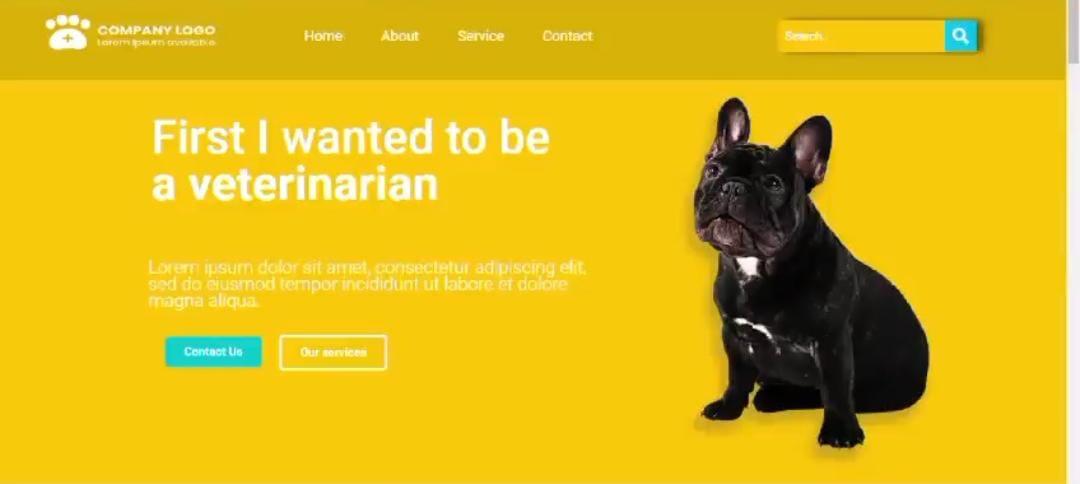 COMPANY LOGO
Lorem ipsum available
Home About Service Contact
Search..
First I wanted to be
a veterinarian
Lorem ipsum dolor sit amet, consectetur adipiscing elit,
sed do eiusmod tempor incididunt ut labore et dolore
magna aliqua.
Contact Us Our services